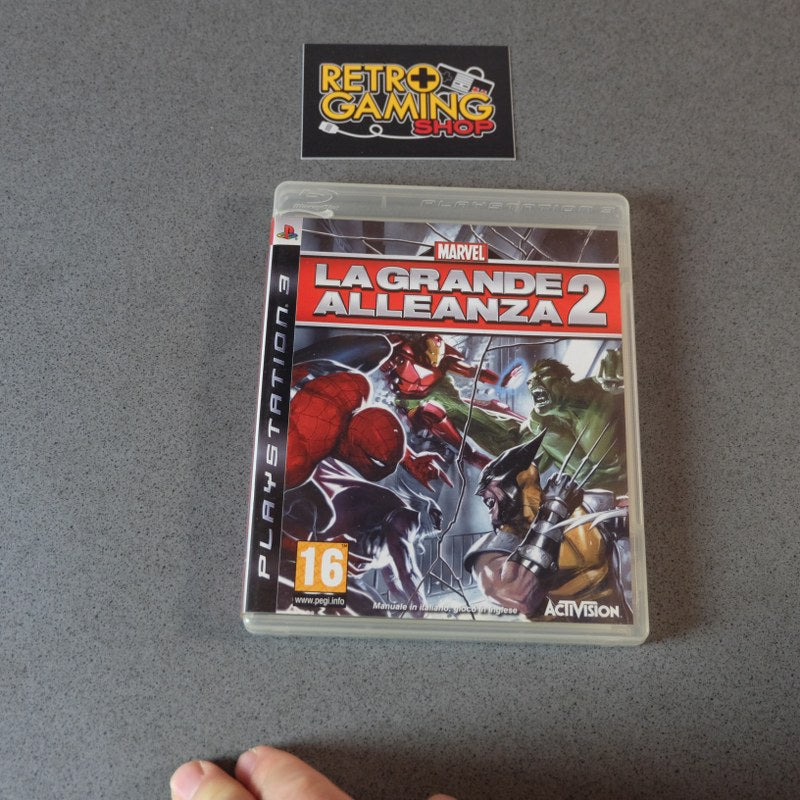 RETRO
GAMING
SHOP
PLAYSTATION 3
PLAYSTATION 3
MARVEL
LA GRANDE
ALLEANZA 2
16
www.pegi.info
Manuale in italiano, gioco in inglese
ACTIVISION